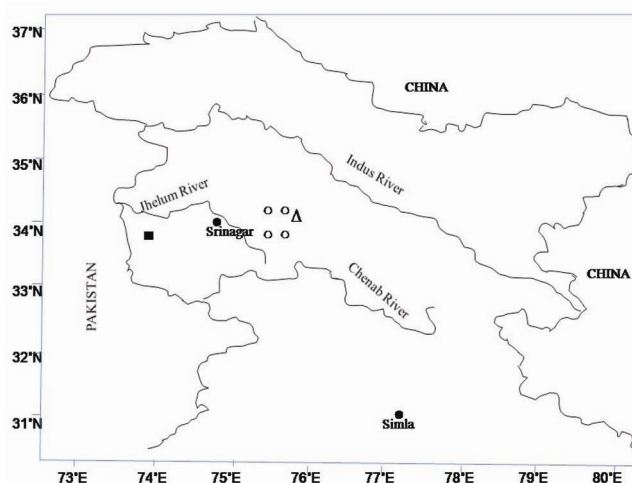 37°N
CHINA
36°N
35°N
Indus River
Jhelum River
Δ
34°N
Srinagar
CHINA
33°N
Chenab River
PAKISTAN
32°N
31°N
Simla
73°E 74°E 75°E 76°E 77°E 78°E 79°E 80°E